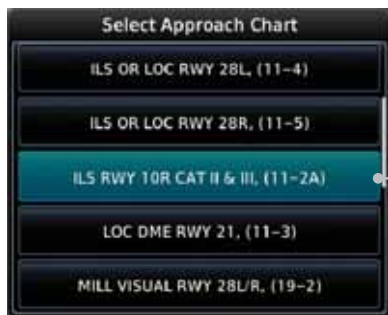 Select Approach Chart
ILS OR LOC RWY 28L, (11-4)
ILS OR LOC RWY 28R, (11-5)
ILS RWY 10R CAT II & III, (11-2A)
LOC DME RWY 21, (11-3)
MILL VISUAL RWY 28L/R, (19-2)